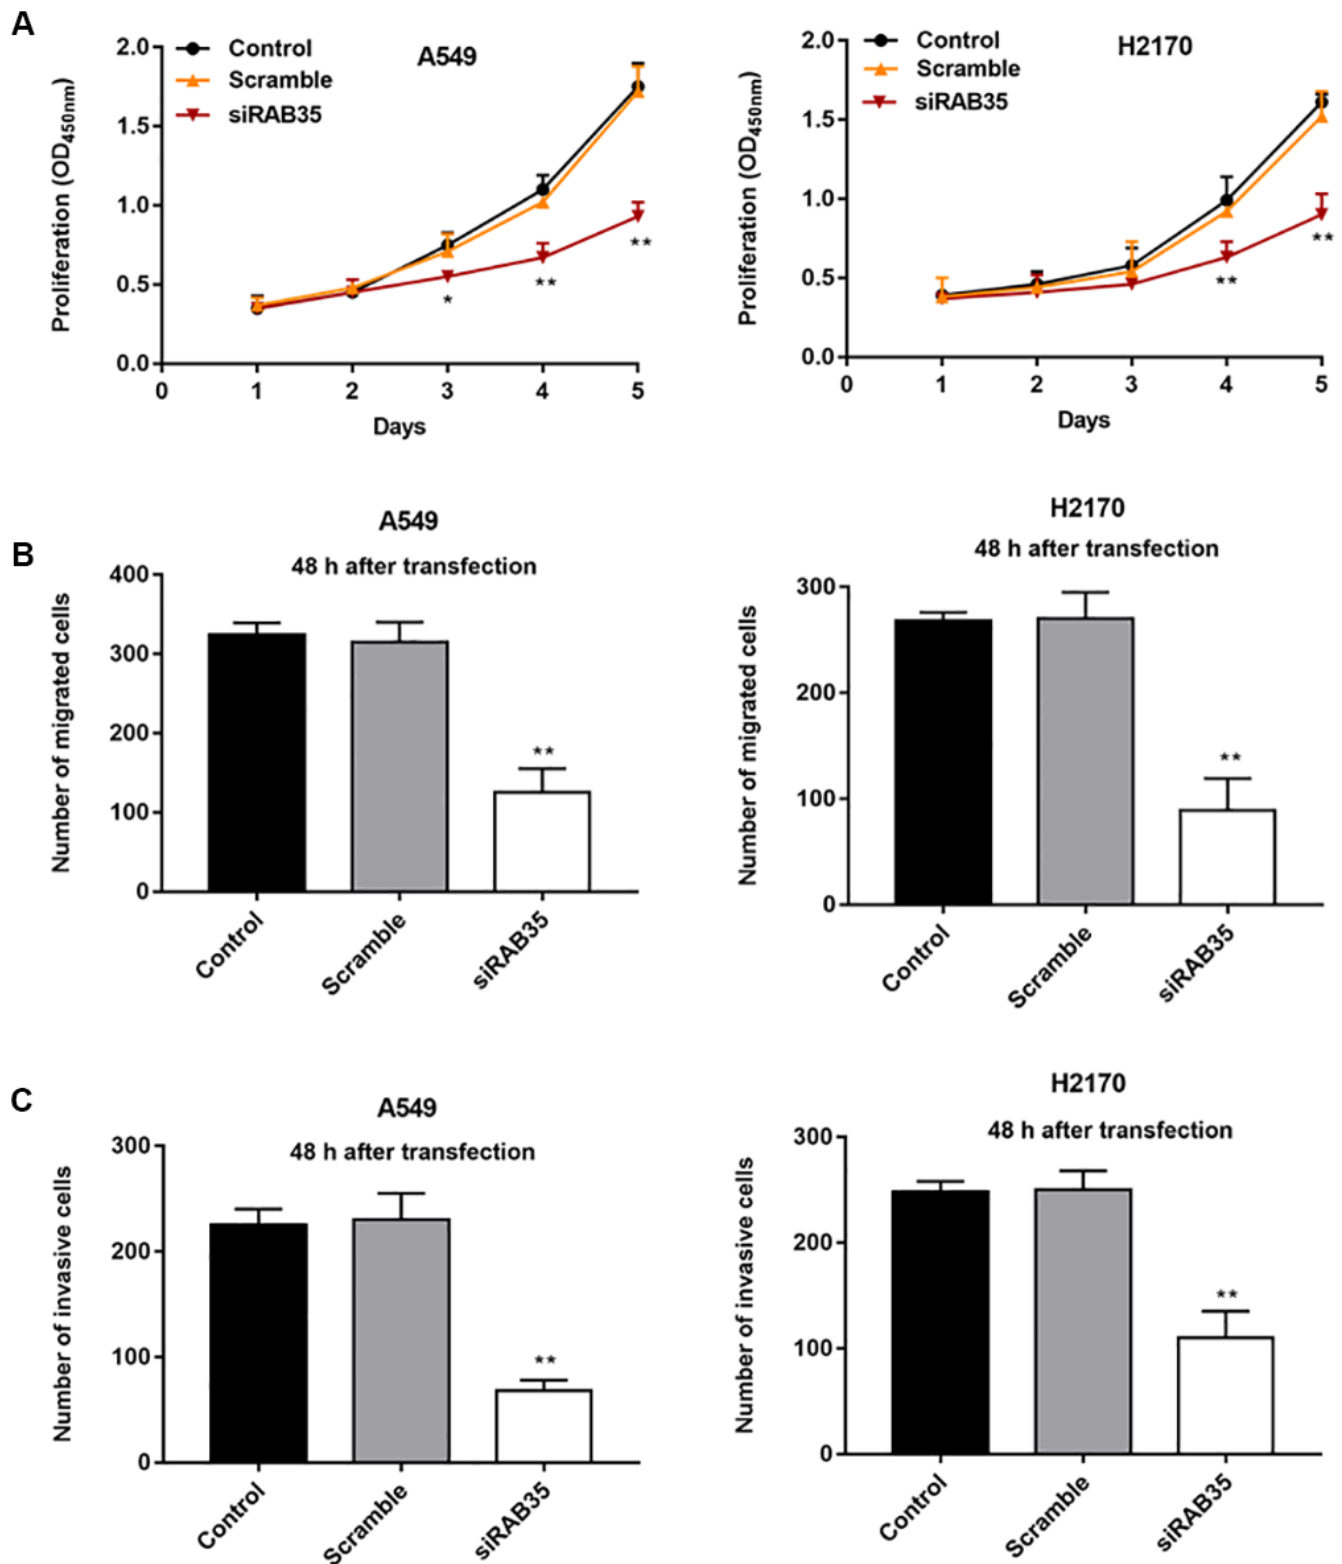 A
A549
Control
Scramble
siRAB35
Proliferation (OD450nm)
2.0
1.5
1.0
0.5
0.0
*
**
**
0 1 2 3 4 5
Days
H2170
Control
Scramble
siRAB35
Proliferation (OD450nm)
2.0
1.5
1.0
0.5
0.0
**
**
0 1 2 3 4 5
Days
B
A549
48 h after transfection
Number of migrated cells
400
300
200
100
0
**
Control
Scramble
siRAB35
H2170
48 h after transfection
Number of migrated cells
300
200
100
0
**
Control
Scramble
siRAB35
C
A549
48 h after transfection
Number of invasive cells
300
200
100
0
**
Control
Scramble
siRAB35
H2170
48 h after transfection
Number of invasive cells
300
200
100
0
**
Control
Scramble
siRAB35